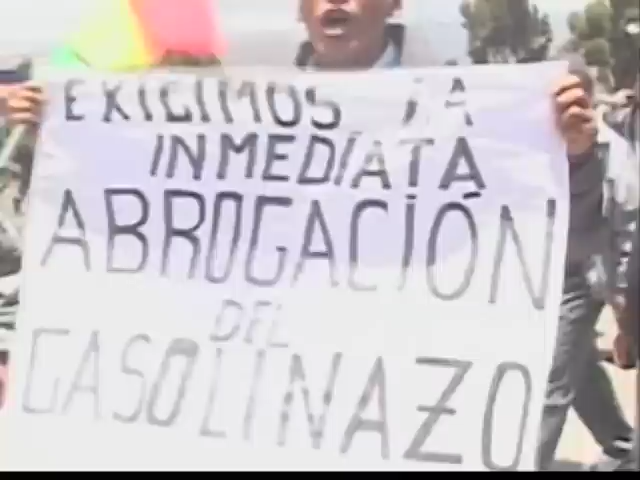 EXIGIMOS LA
INMEDIATA
ABROGACIÓN
DEL
GASOLINAZO